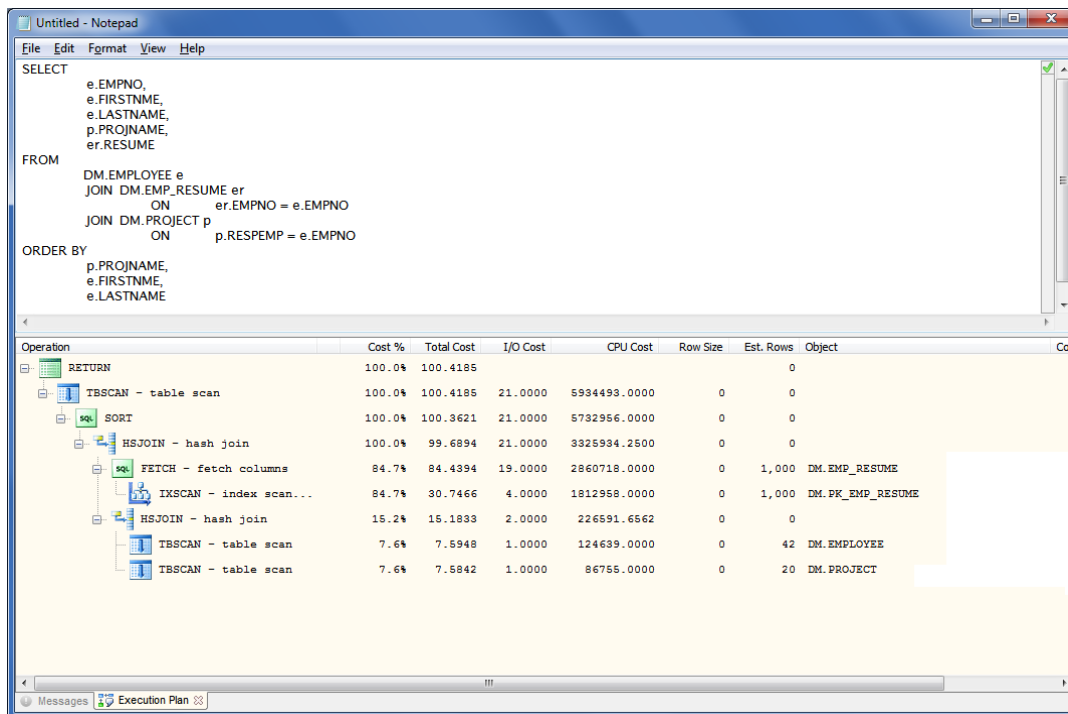 Untitled - Notepad
File Edit Format View Help
SELECT
e.EMPNO,
e.FIRSTNME,
e.LASTNAME,
p.PROJNAME,
er.RESUME
FROM
DM.EMPLOYEE e
JOIN DM.EMP_RESUME er
ON er.EMPNO = e.EMPNO
JOIN DM.PROJECT p
ON p.RESPEMP = e.EMPNO
ORDER BY
p.PROJNAME,
e.FIRSTNME,
e.LASTNAME
Operation Cost % Total Cost I/O Cost CPU Cost Row Size Est. Rows Object Co
RETURN 100.0% 100.4185 0
TBSCAN - table scan 100.0% 100.4185 21.0000 5934493.0000 0 0
SQL SORT 100.0% 100.3621 21.0000 5732956.0000 0 0
HSJOIN - hash join 100.0% 99.6894 21.0000 3325934.2500 0 0
SQL FETCH - fetch columns 84.7% 84.4394 19.0000 2860718.0000 0 1,000 DM.EMP_RESUME
IXSCAN - index scan... 84.7% 30.7466 4.0000 1812958.0000 0 1,000 DM.PK_EMP_RESUME
HSJOIN - hash join 15.2% 15.1833 2.0000 226591.6562 0 0
TBSCAN - table scan 7.6% 7.5948 1.0000 124639.0000 0 42 DM.EMPLOYEE
TBSCAN - table scan 7.6% 7.5842 1.0000 86755.0000 0 20 DM.PROJECT
Messages Execution Plan